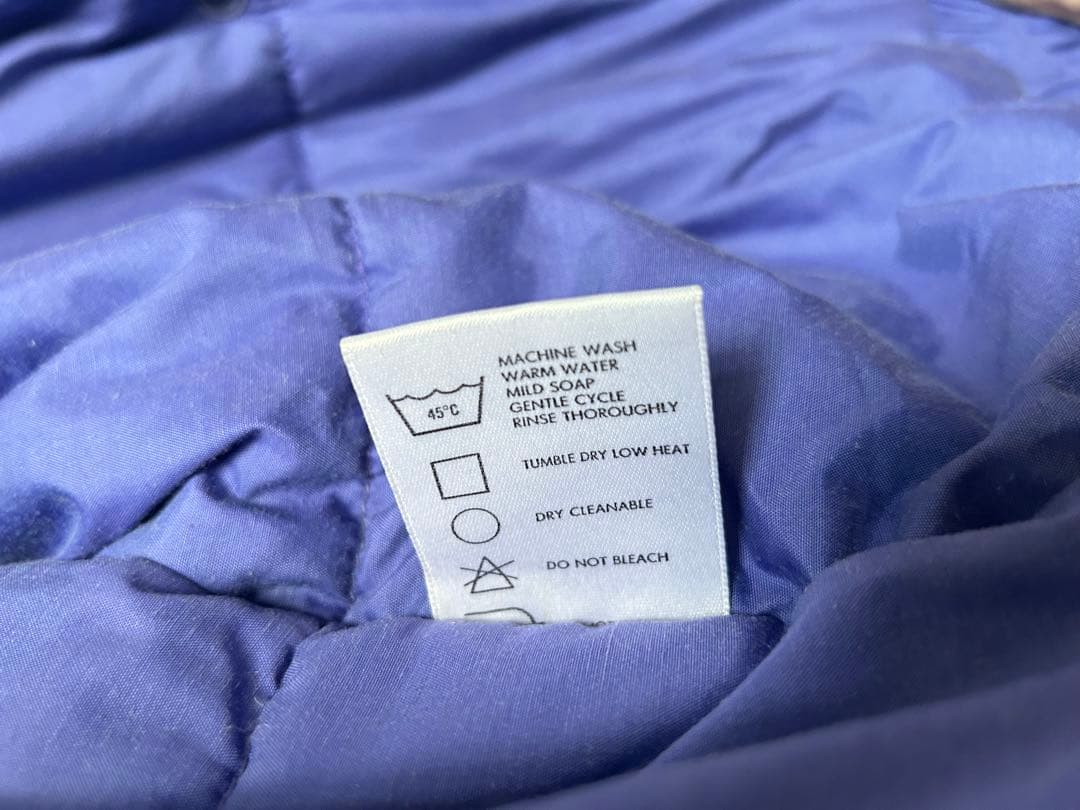 MACHINE WASH
WARM WATER
MILD SOAP
GENTLE CYCLE
RINSE THOROUGHLY
45°C
TUMBLE DRY LOW HEAT
DRY CLEANABLE
DO NOT BLEACH